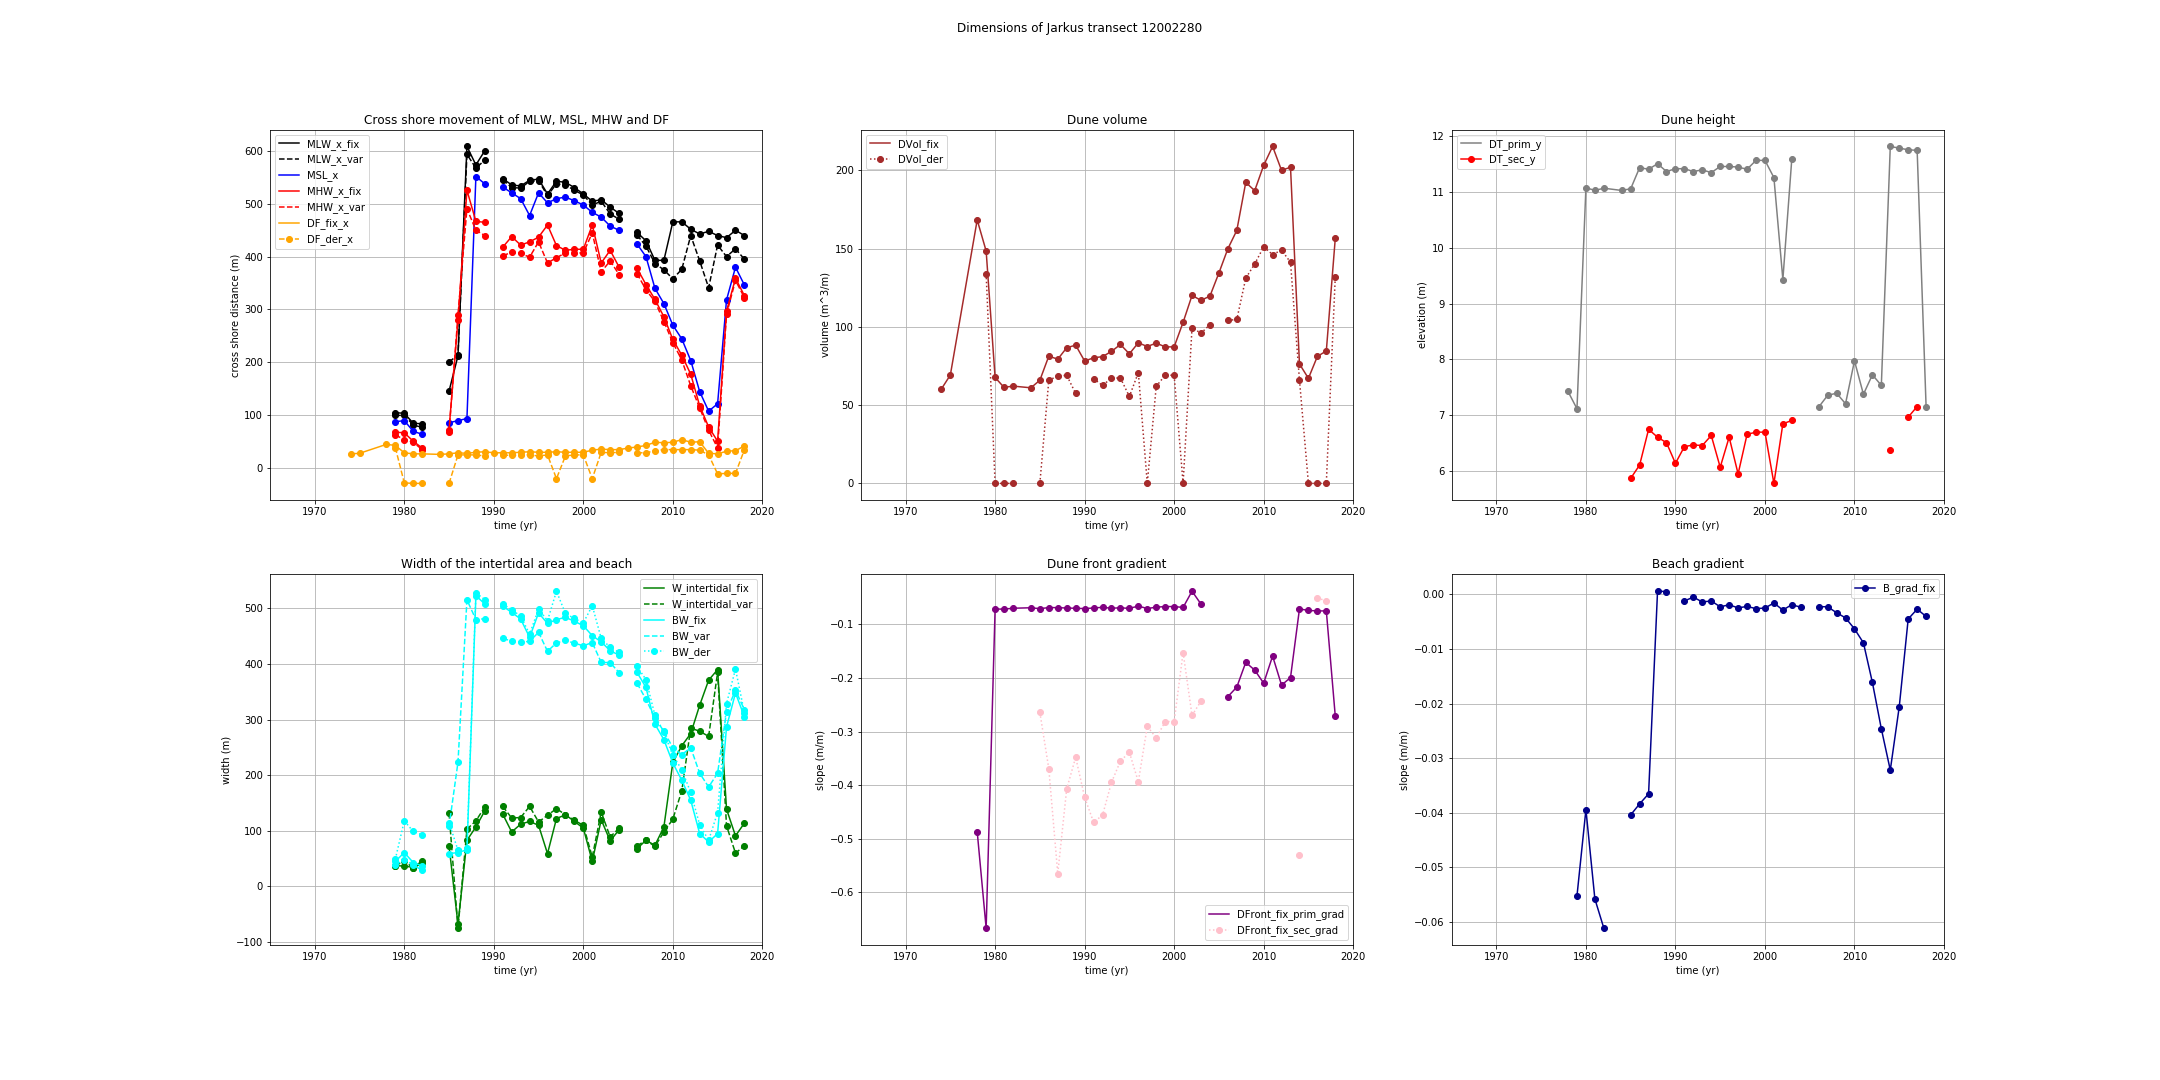 Dimensions of Jarkus transect 12002280
Cross shore movement of MLW, MSL, MHW and DF
MLW_x_fix
MLW_x_var
MSL_x
MHW_x_fix
MHW_x_var
DF_fix_x
DF_der_x
cross shore distance (m)
600
500
400
300
200
100
0
1970 1980 1990 2000 2010 2020
time (yr)
Dune volume
DVol_fix
DVol_der
volume (m^3/m)
200
150
100
50
0
1970 1980 1990 2000 2010 2020
time (yr)
Dune height
DT_prim_y
DT_sec_y
elevation (m)
12
11
10
9
8
7
6
1970 1980 1990 2000 2010 2020
time (yr)
Width of the intertidal area and beach
W_intertidal_fix
W_intertidal_var
BW_fix
BW_var
BW_der
width (m)
500
400
300
200
100
0
−100
1970 1980 1990 2000 2010 2020
time (yr)
Dune front gradient
DFront_fix_prim_grad
DFront_fix_sec_grad
slope (m/m)
−0.1
−0.2
−0.3
−0.4
−0.5
−0.6
1970 1980 1990 2000 2010 2020
time (yr)
Beach gradient
B_grad_fix
slope (m/m)
0.00
−0.01
−0.02
−0.03
−0.04
−0.05
−0.06
1970 1980 1990 2000 2010 2020
time (yr)